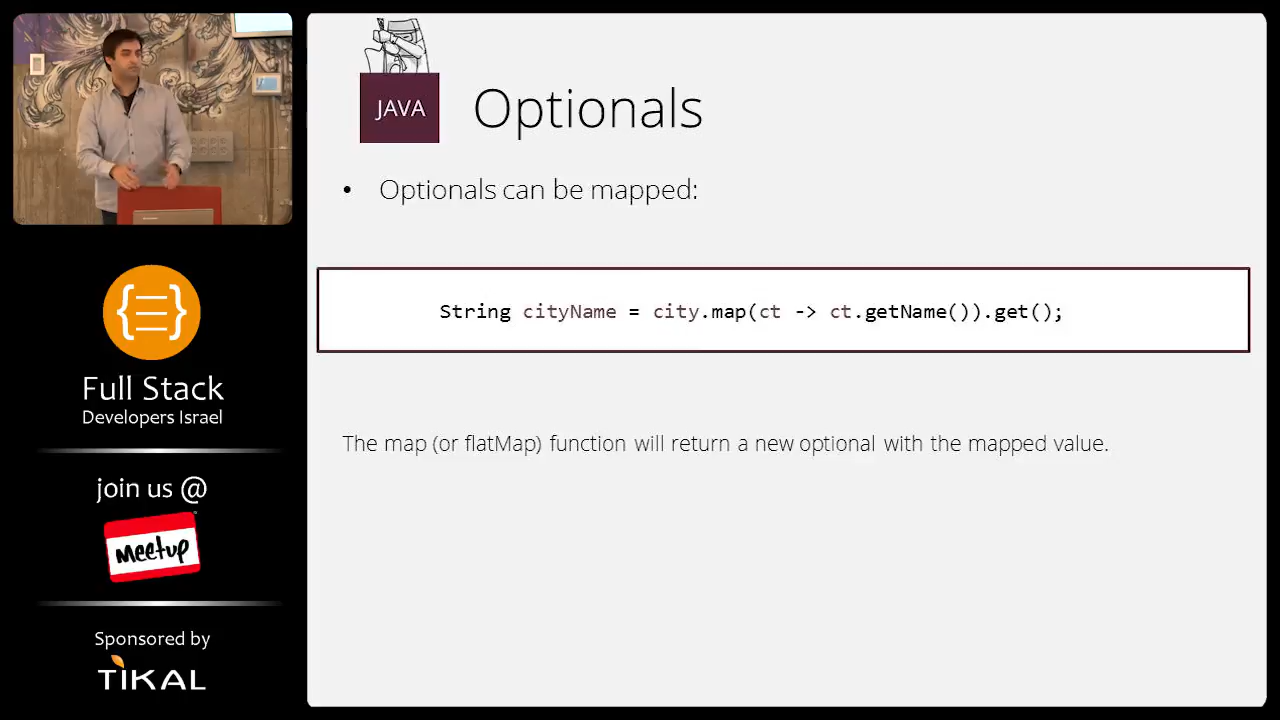 JAVA
Optionals
• Optionals can be mapped:
String cityName = city.map(ct -> ct.getName()).get();
The map (or flatMap) function will return a new optional with the mapped value.
{ }
Full Stack
Developers Israel
join us @
meetup
Sponsored by
TIKAL